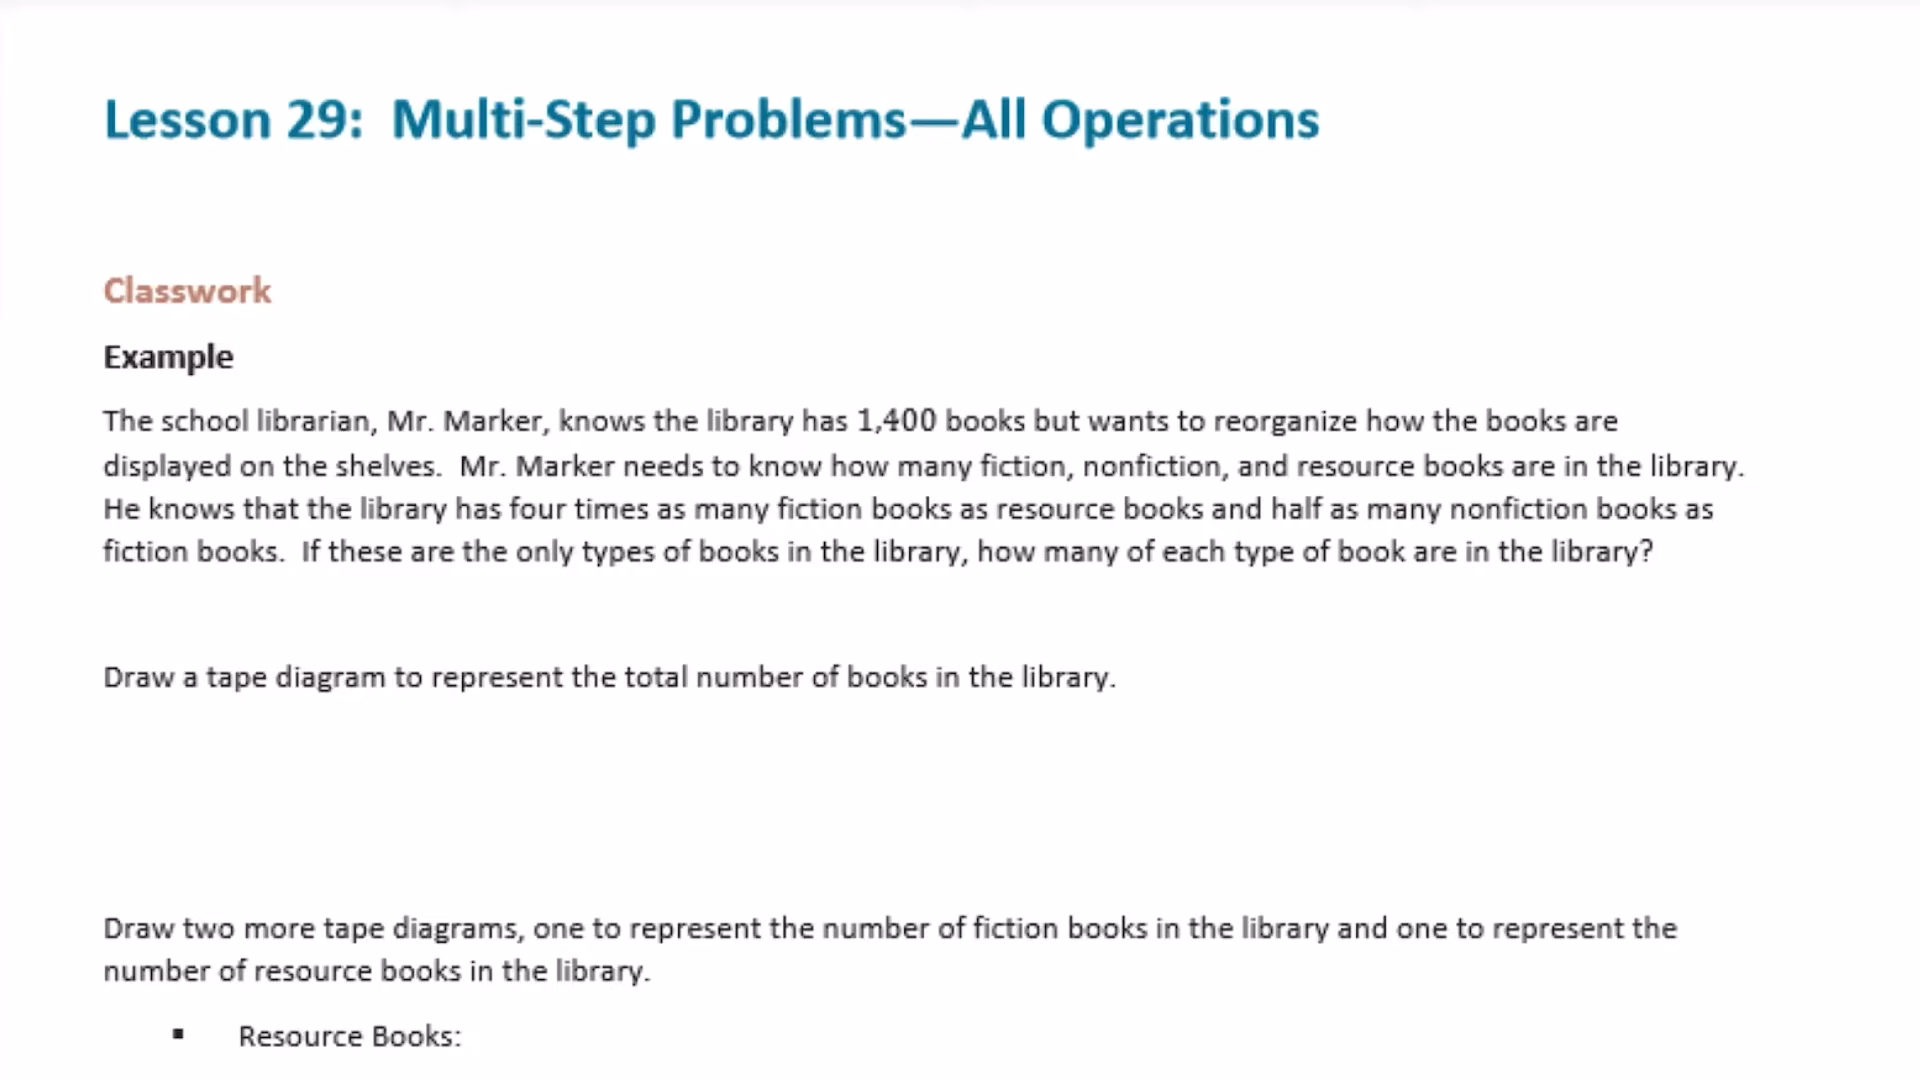 Lesson 29:  Multi-Step Problems—All Operations
Classwork
Example
The school librarian, Mr. Marker, knows the library has 1,400 books but wants to reorganize how the books are
displayed on the shelves.  Mr. Marker needs to know how many fiction, nonfiction, and resource books are in the library.
He knows that the library has four times as many fiction books as resource books and half as many nonfiction books as
fiction books.  If these are the only types of books in the library, how many of each type of book are in the library?
Draw a tape diagram to represent the total number of books in the library.
Draw two more tape diagrams, one to represent the number of fiction books in the library and one to represent the
number of resource books in the library.
▪ Resource Books: